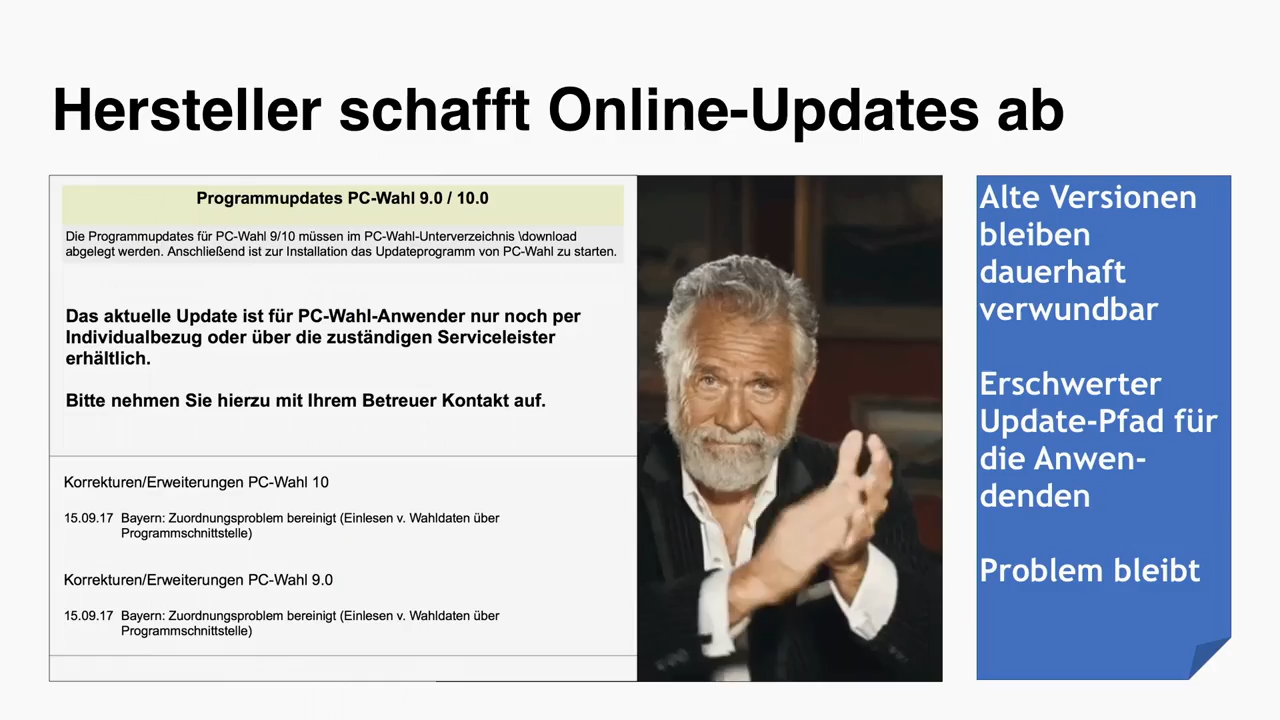 Hersteller schafft Online-Updates ab
Programmupdates PC-Wahl 9.0 / 10.0
Die Programmupdates für PC-Wahl 9/10 müssen im PC-Wahl-Unterverzeichnis \download
abgelegt werden. Anschließend ist zur Installation das Updateprogramm von PC-Wahl zu starten.
Das aktuelle Update ist für PC-Wahl-Anwender nur noch per
Individualbezug oder über die zuständigen Serviceleister
erhältlich.
Bitte nehmen Sie hierzu mit Ihrem Betreuer Kontakt auf.
Korrekturen/Erweiterungen PC-Wahl 10
15.09.17 Bayern: Zuordnungsproblem bereinigt (Einlesen v. Wahldaten über
Programmschnittstelle)
Korrekturen/Erweiterungen PC-Wahl 9.0
15.09.17 Bayern: Zuordnungsproblem bereinigt (Einlesen v. Wahldaten über
Programmschnittstelle)
Alte Versionen
bleiben
dauerhaft
verwundbar
Erschwerter
Update-Pfad für
die Anwen-
denden
Problem bleibt